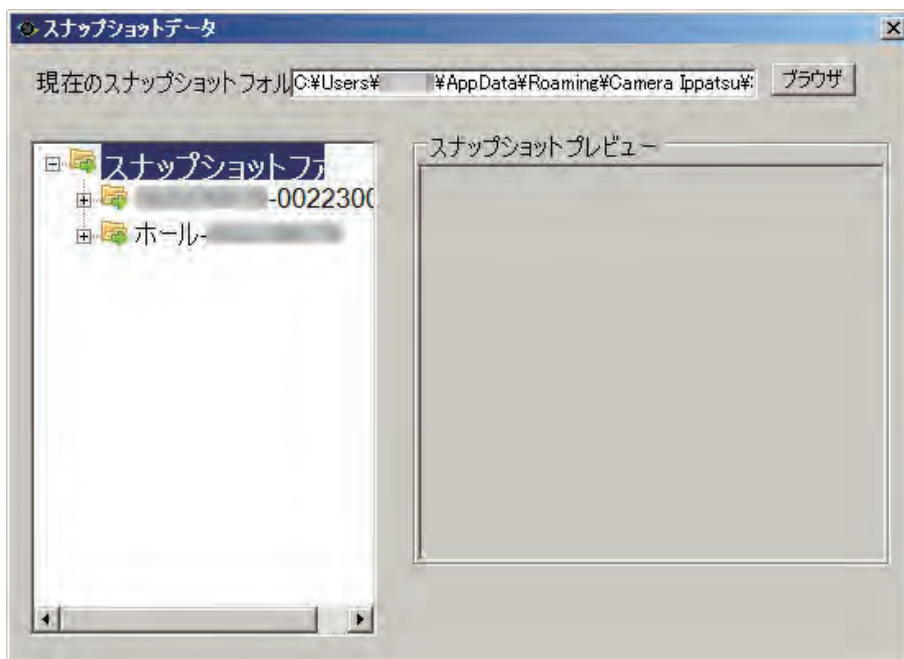 スナップショットデータ
現在のスナップショットフォル C:¥Users¥ ¥AppData¥Roaming¥Camera Ippatsu¥ ブラウザ
スナップショットプレビュー
スナップショットファ
-0022300
ホール-